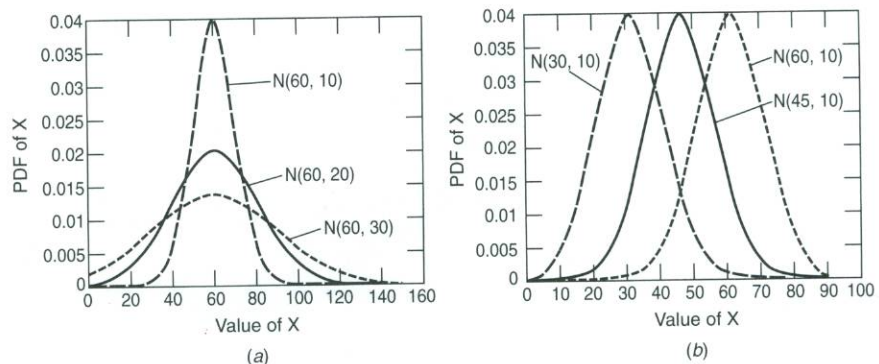 0.04
0.035
0.03
0.025
0.02
0.015
0.01
0.005
0
PDF of X
N(60, 10)
N(60, 20)
N(60, 30)
0 20 40 60 80 100 120 140 160
Value of X
(a)
0.04
0.035
0.03
0.025
0.02
0.015
0.01
0.005
0
PDF of X
N(30, 10)
N(60, 10)
N(45, 10)
0 10 20 30 40 50 60 70 80 90 100
Value of X
(b)